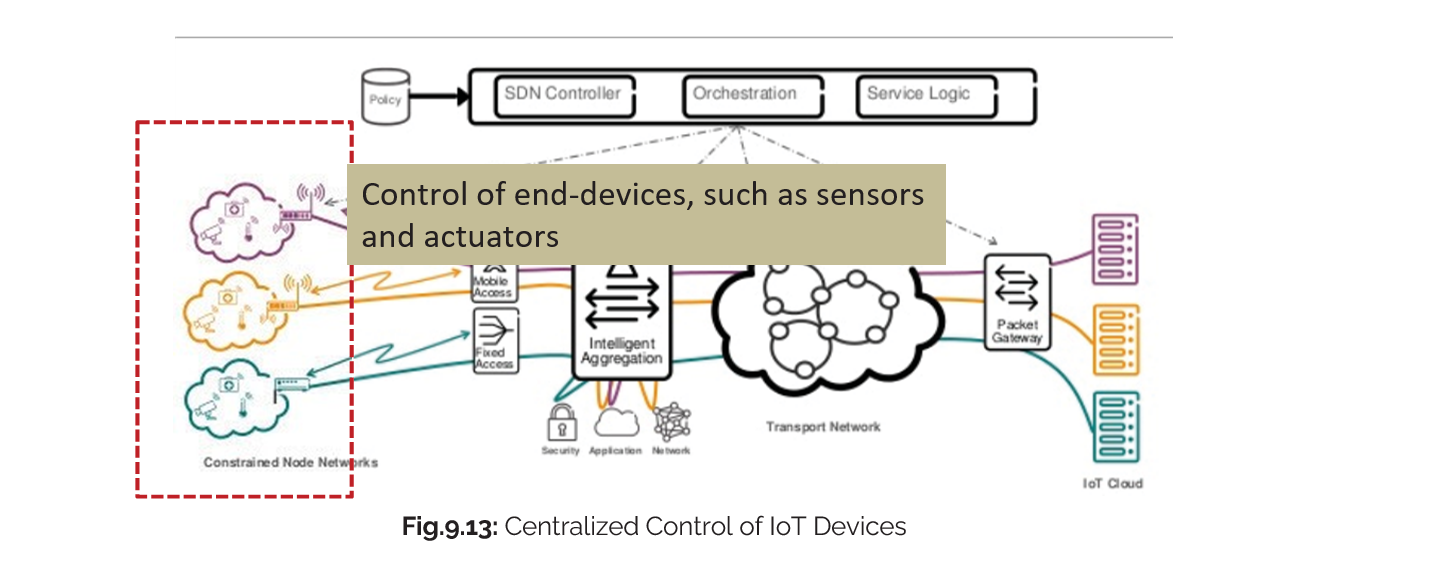 Policy
SDN Controller
Orchestration
Service Logic
Control of end-devices, such as sensors
and actuators
Mobile
Access
Fixed
Access
Intelligent
Aggregation
Packet
Gateway
Security
Application
Network
Transport Network
Constrained Node Networks
IoT Cloud
Fig.9.13: Centralized Control of IoT Devices